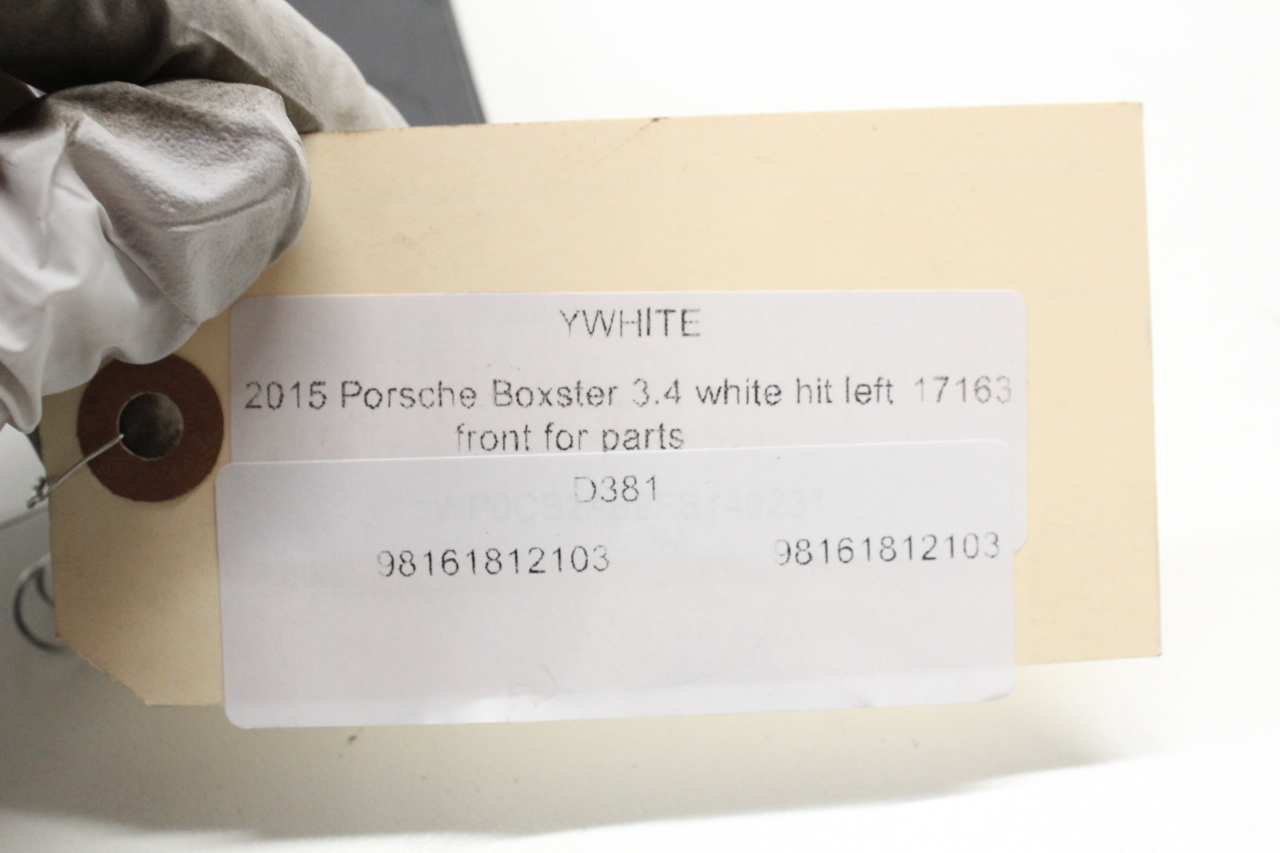 YWHITE
2015 Porsche Boxster 3.4 white hit left 17163
front for parts
D381
98161812103 98161812103